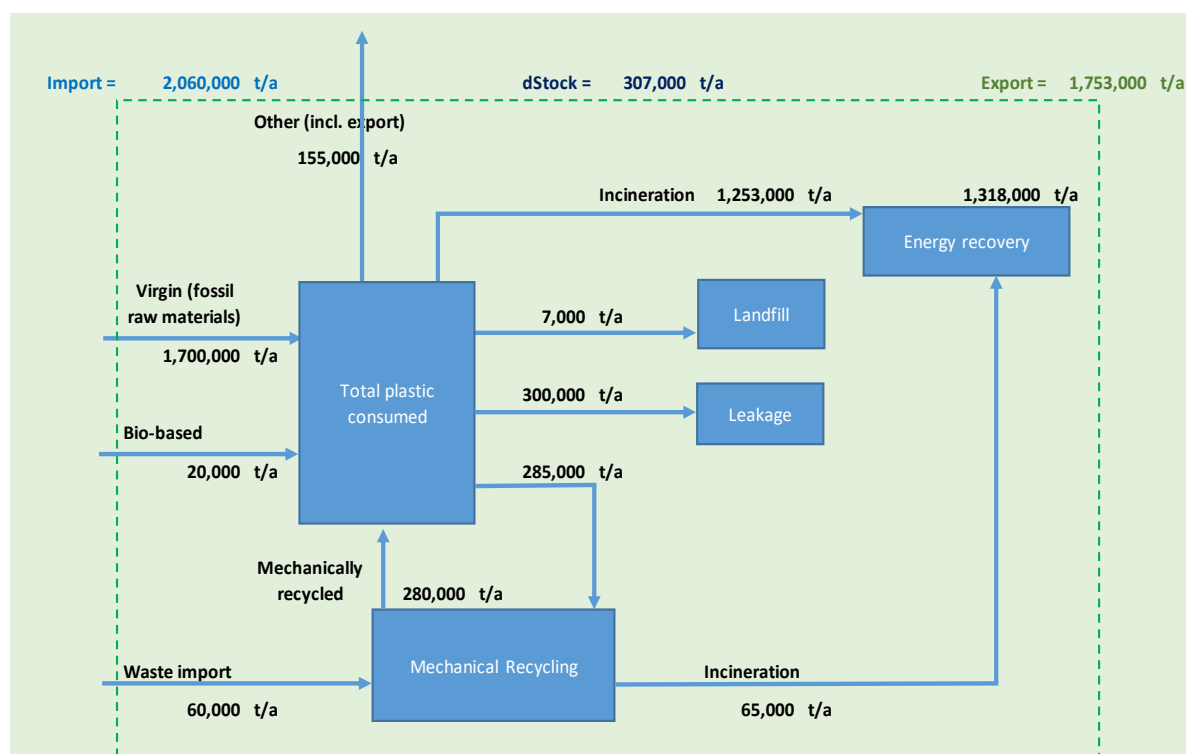 Import = 2,060,000 t/a
dStock = 307,000 t/a
Export = 1,753,000 t/a
Other (incl. export)
155,000 t/a
Incineration 1,253,000 t/a
1,318,000 t/a
Energy recovery
Virgin (fossil
raw materials)
1,700,000 t/a
7,000 t/a
Landfill
Total plastic
consumed
300,000 t/a
Leakage
Bio-based
20,000 t/a
285,000 t/a
Mechanically
recycled
280,000 t/a
Mechanical Recycling
Waste import
60,000 t/a
Incineration
65,000 t/a